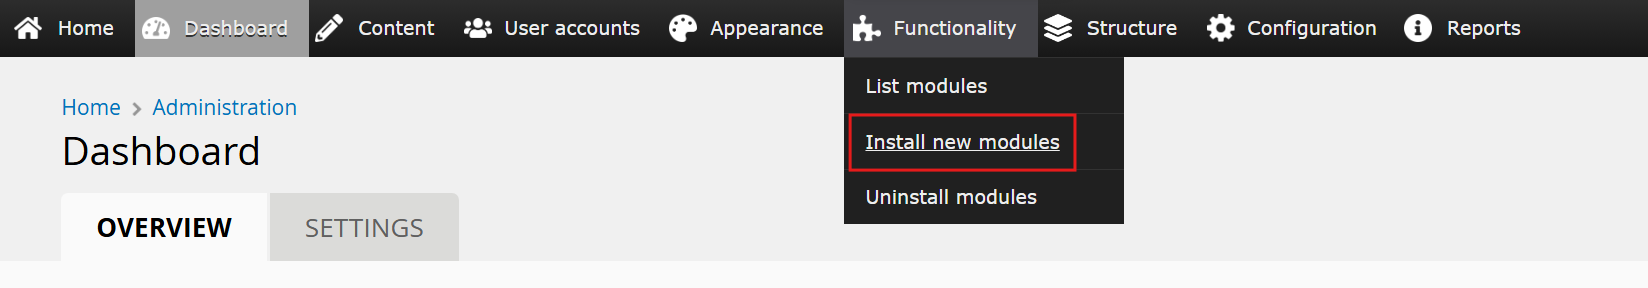 Home Dashboard Content User accounts Appearance Functionality Structure Configuration Reports
List modules
Install new modules
Uninstall modules
Home > Administration
Dashboard
OVERVIEW SETTINGS